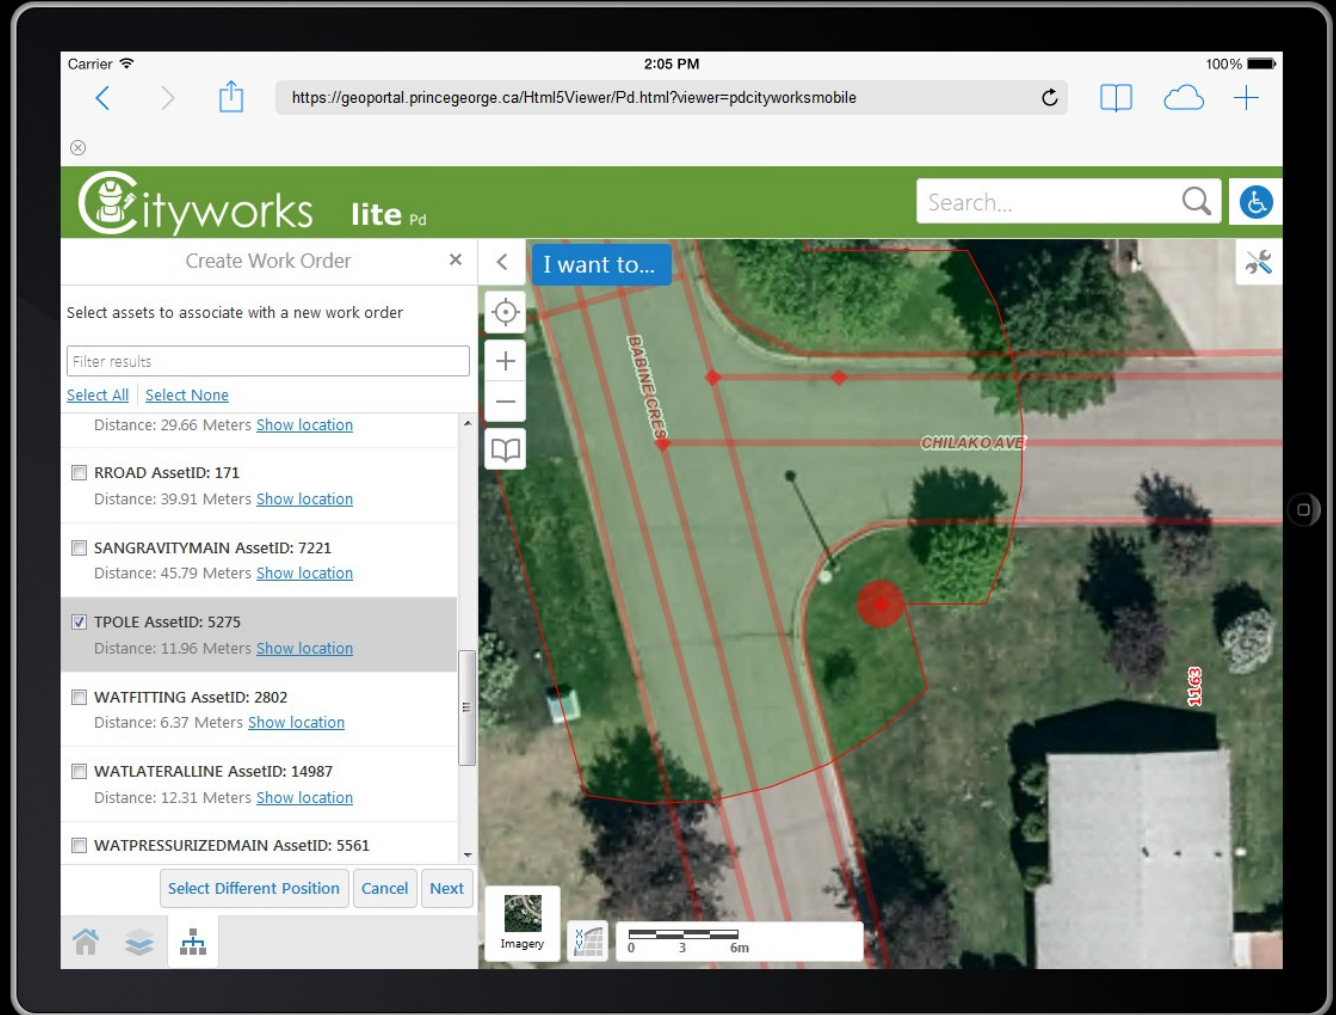 Carrier
2:05 PM
100%
https://geoportal.princegeorge.ca/Html5Viewer/Pd.html?viewer=pdcityworksmobile
Cityworks lite Pd
Search...
Create Work Order
I want to...
Select assets to associate with a new work order
Filter results
Select All Select None
Distance: 29.66 Meters Show location
RROAD AssetID: 171
Distance: 39.91 Meters Show location
SANGRAVITYMAIN AssetID: 7221
Distance: 45.79 Meters Show location
TPOLE AssetID: 5275
Distance: 11.96 Meters Show location
WATFITTING AssetID: 2802
Distance: 6.37 Meters Show location
WATLATERALLINE AssetID: 14987
Distance: 12.31 Meters Show location
WATPRESSURIZEDMAIN AssetID: 5561
Select Different Position Cancel Next
BABINE CRES
CHILAKO AVE
1163
Imagery
X Y
0 3 6m